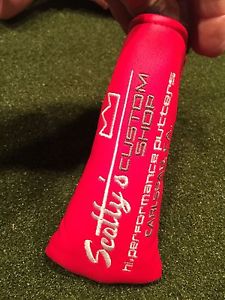 Scotty's
CUSTOM
SHOP
hi.performance putters